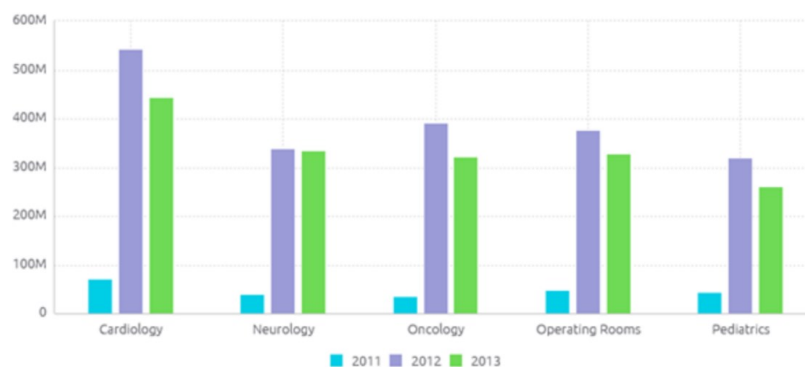 600M
500M
400M
300M
200M
100M
0
Cardiology Neurology Oncology Operating Rooms Pediatrics
2011 2012 2013